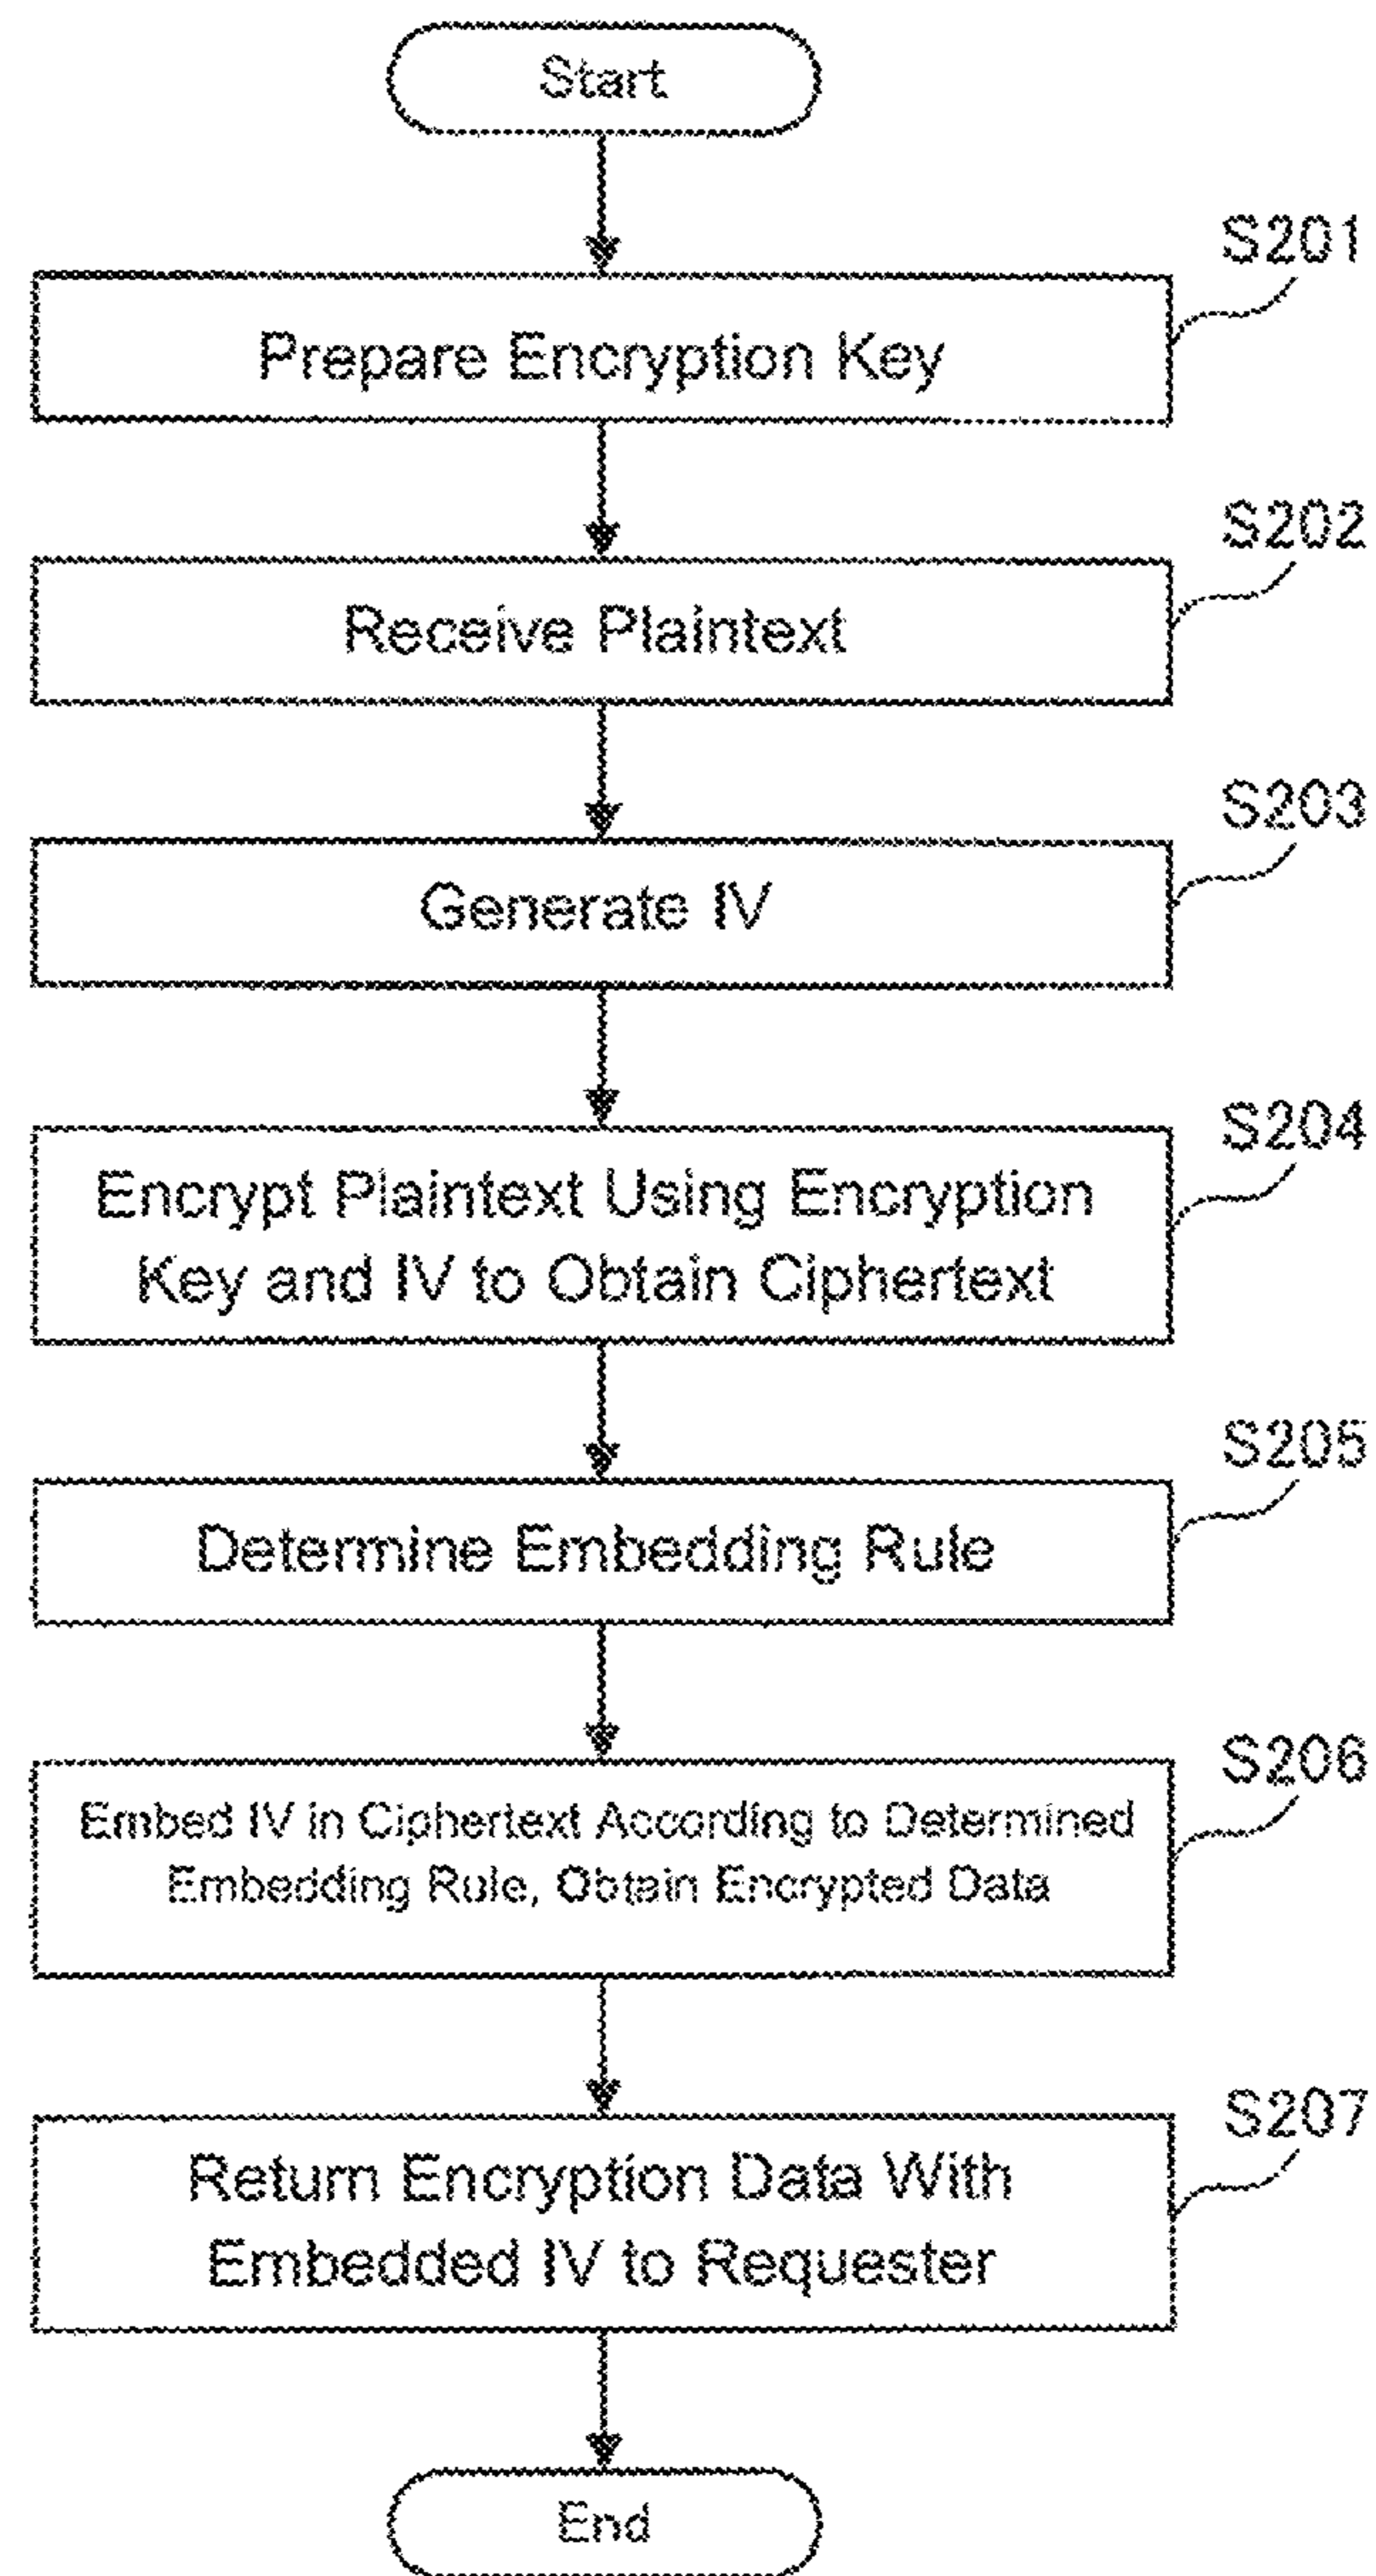 Start
S201
Prepare Encryption Key
S202
Receive Plaintext
S203
Generate IV
S204
Encrypt Plaintext Using Encryption
Key and IV to Obtain Ciphertext
S205
Determine Embedding Rule
S206
Embed IV in Ciphertext According to Determined
Embedding Rule, Obtain Encrypted Data
S207
Return Encryption Data With
Embedded IV to Requester
End